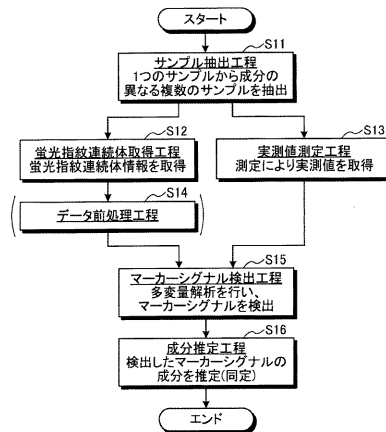 スタート
S11
サンプル抽出工程
1つのサンプルから成分の
異なる複数のサンプルを抽出
S12
蛍光指紋連続体取得工程
蛍光指紋連続体情報を取得
S13
実測値測定工程
測定により実測値を取得
S14
データ前処理工程
S15
マーカーシグナル検出工程
多変量解析を行い、
マーカーシグナルを検出
S16
成分推定工程
検出したマーカーシグナルの
成分を推定(同定)
エンド